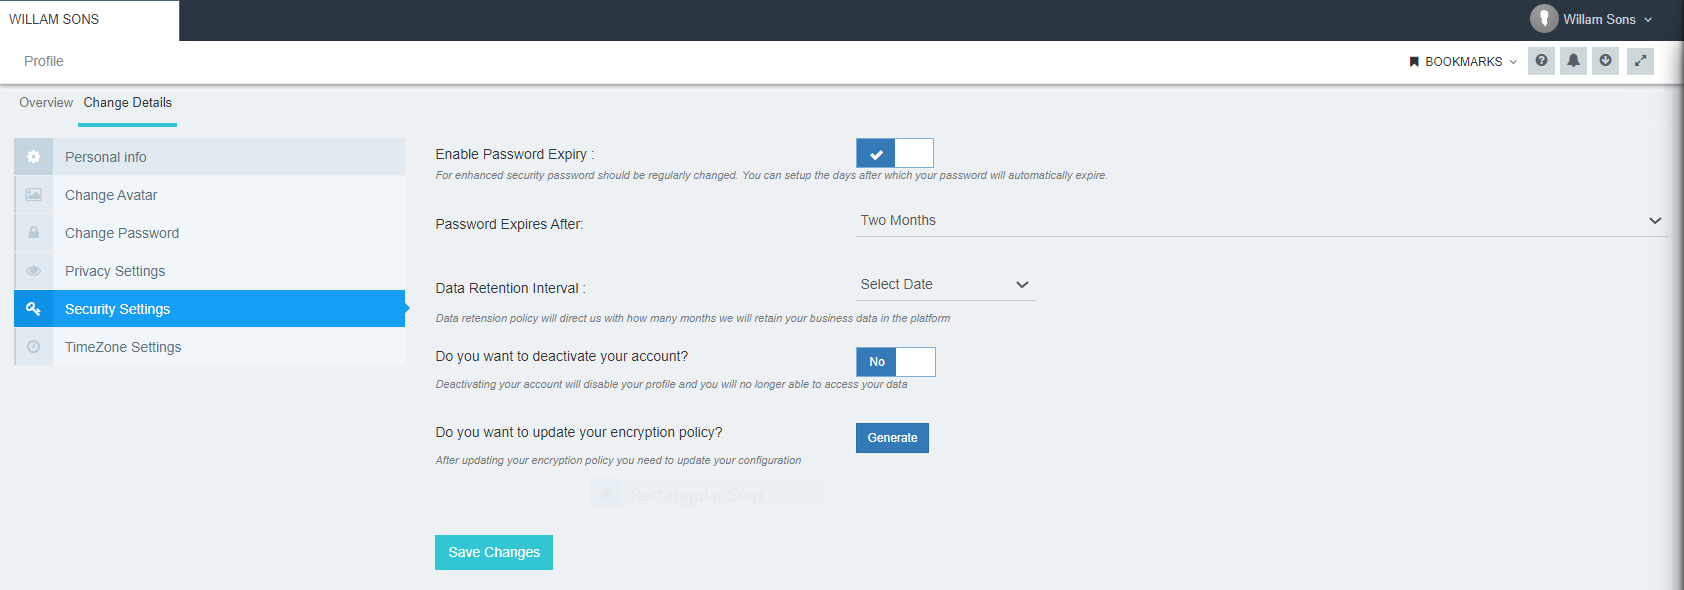 WILLAM SONS
Willam Sons
Profile
BOOKMARKS
Overview
Change Details
Personal info
Change Avatar
Change Password
Privacy Settings
Security Settings
TimeZone Settings
Enable Password Expiry :
For enhanced security password should be regularly changed. You can setup the days after which your password will automatically expire.
Password Expires After:
Two Months
Data Retention Interval :
Select Date
Data retension policy will direct us with how many months we will retain your business data in the platform
Do you want to deactivate your account?
No
Deactivating your account will disable your profile and you will no longer able to access your data
Do you want to update your encryption policy?
Generate
After updating your encryption policy you need to update your configuration
Rectangular Snip
Save Changes